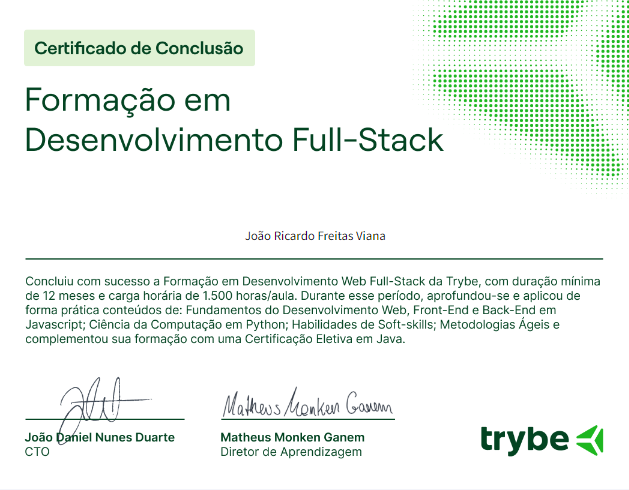 Certificado de Conclusão
Formação em
Desenvolvimento Full-Stack
João Ricardo Freitas Viana
Concluiu com sucesso a Formação em Desenvolvimento Web Full-Stack da Trybe, com duração mínima
de 12 meses e carga horária de 1.500 horas/aula. Durante esse período, aprofundou-se e aplicou de
forma prática conteúdos de: Fundamentos do Desenvolvimento Web, Front-End e Back-End em
Javascript; Ciência da Computação em Python; Habilidades de Soft-skills; Metodologias Ágeis e
complementou sua formação com uma Certificação Eletiva em Java.
Matheus Monken Ganem
João Daniel Nunes Duarte
CTO
Matheus Monken Ganem
Diretor de Aprendizagem
trybe